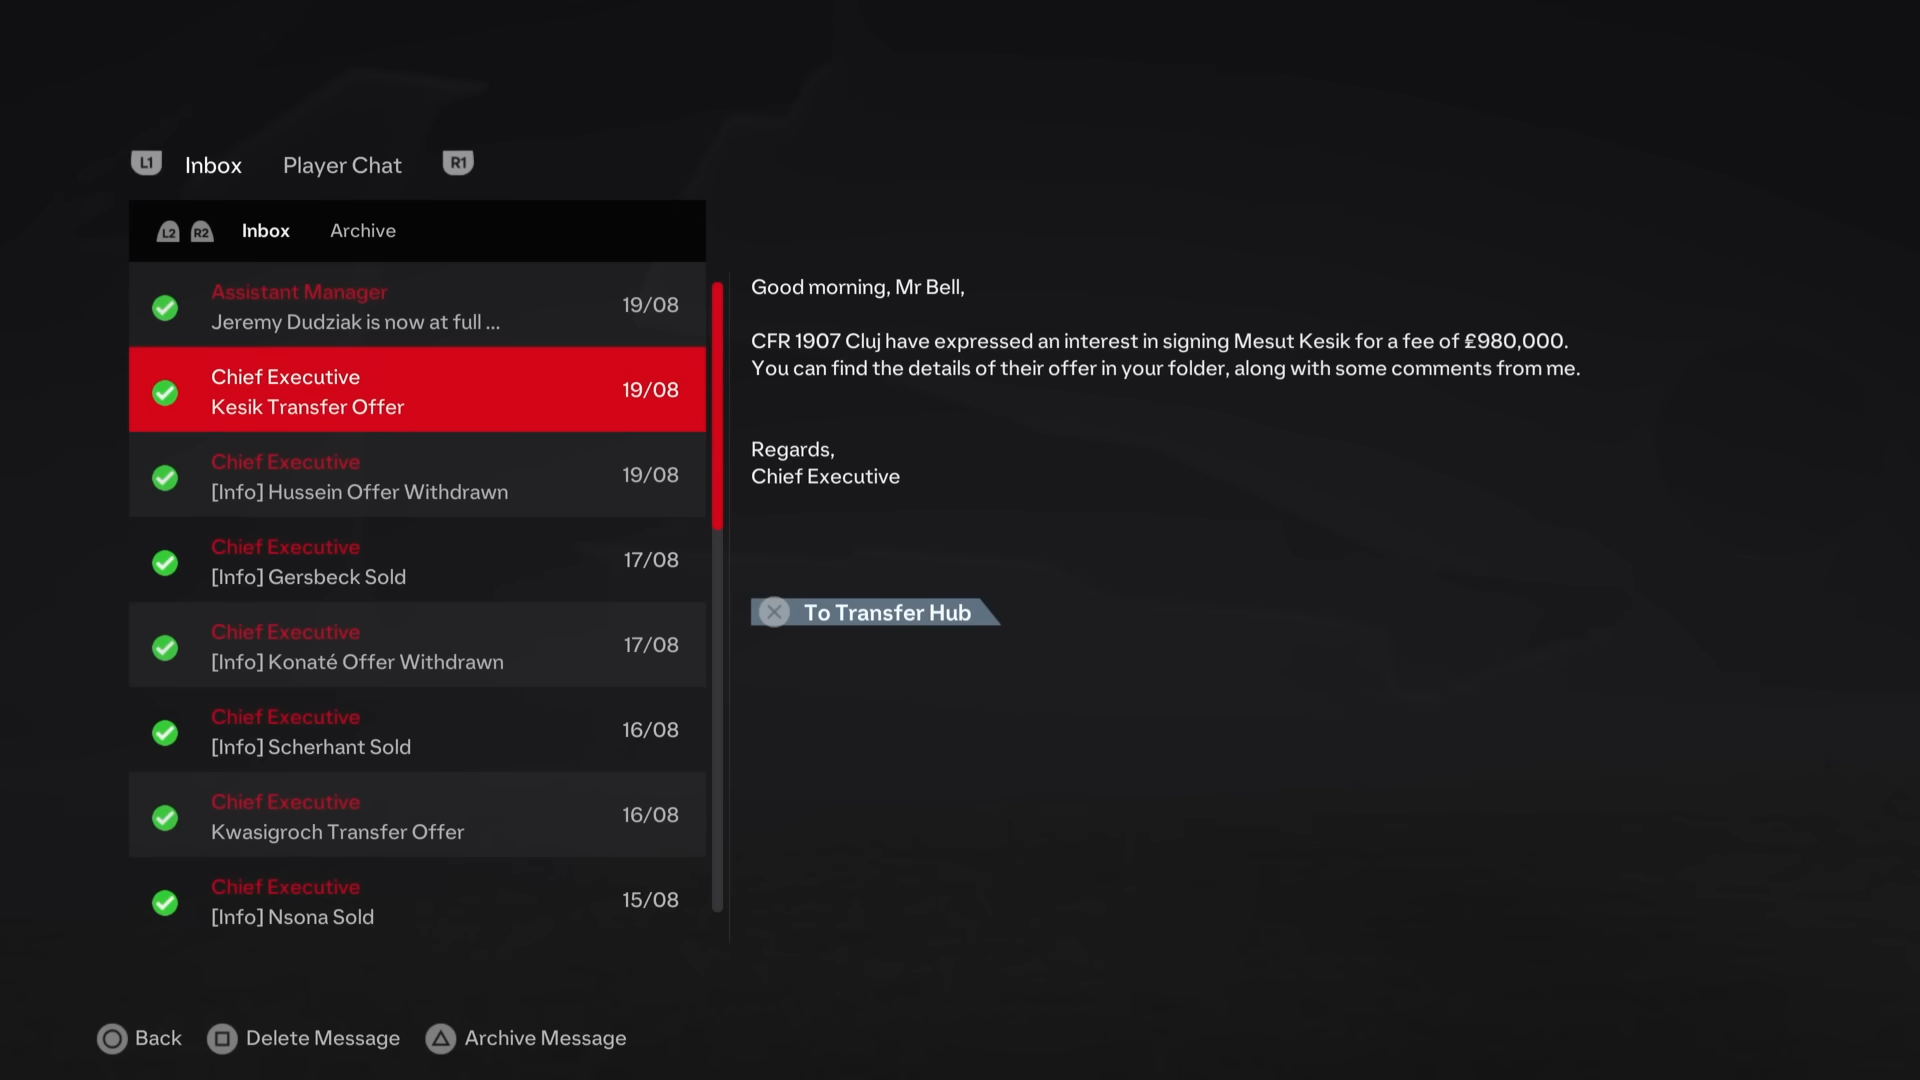 L1 Inbox Player Chat R1
L2 R2 Inbox Archive
Assistant Manager
Jeremy Dudziak is now at full ...
19/08
Chief Executive
Kesik Transfer Offer
19/08
Chief Executive
[Info] Hussein Offer Withdrawn
19/08
Chief Executive
[Info] Gersbeck Sold
17/08
Chief Executive
[Info] Konaté Offer Withdrawn
17/08
Chief Executive
[Info] Scherhant Sold
16/08
Chief Executive
Kwasigroch Transfer Offer
16/08
Chief Executive
[Info] Nsona Sold
15/08
Good morning, Mr Bell,
CFR 1907 Cluj have expressed an interest in signing Mesut Kesik for a fee of £980,000.
You can find the details of their offer in your folder, along with some comments from me.
Regards,
Chief Executive
To Transfer Hub
Back Delete Message Archive Message